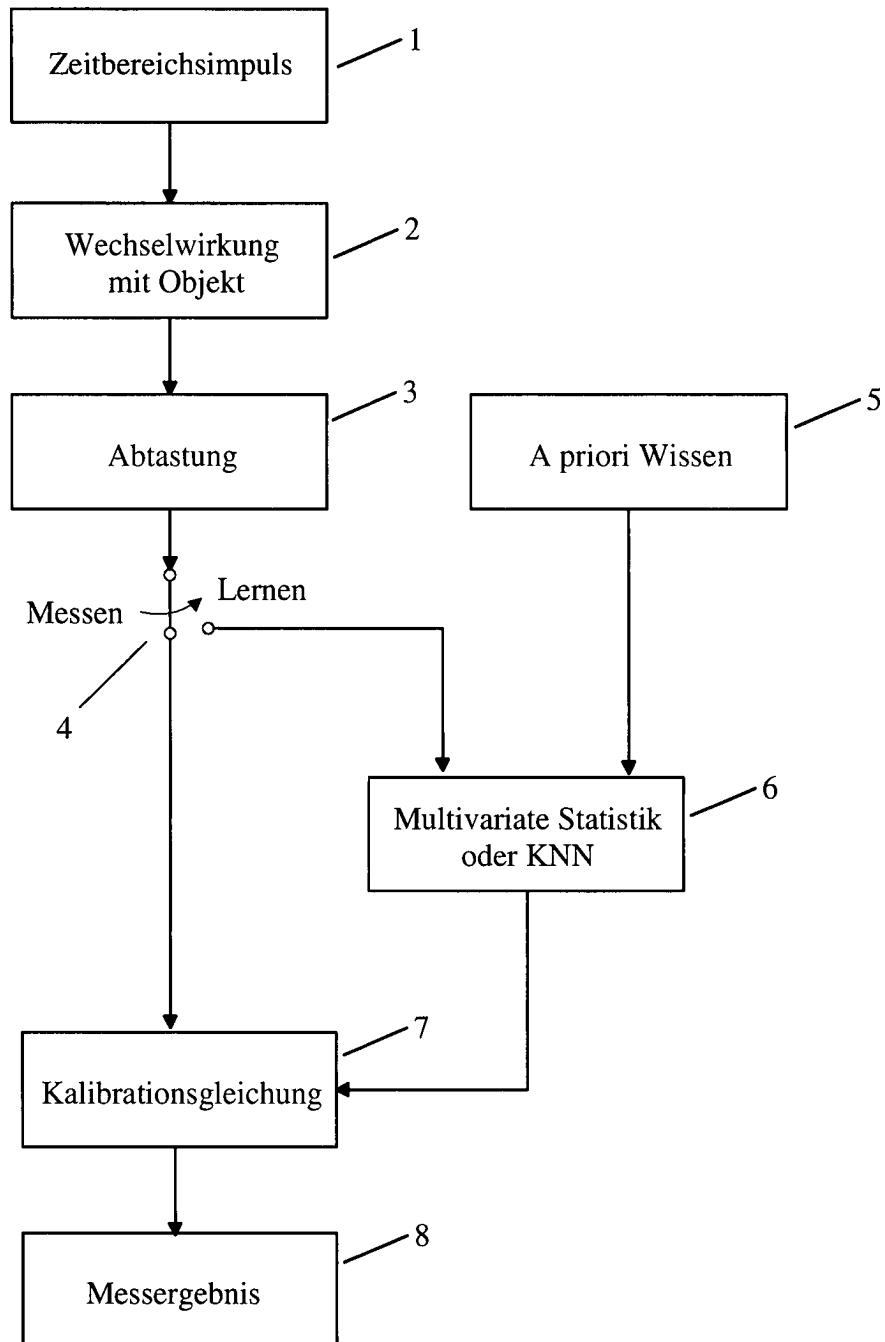 Zeitbereichsimpuls
1
Wechselwirkung
mit Objekt
2
Abtastung
3
A priori Wissen
5
Messen
Lernen
4
Multivariate Statistik
oder KNN
6
Kalibrationsgleichung
7
Messergebnis
8